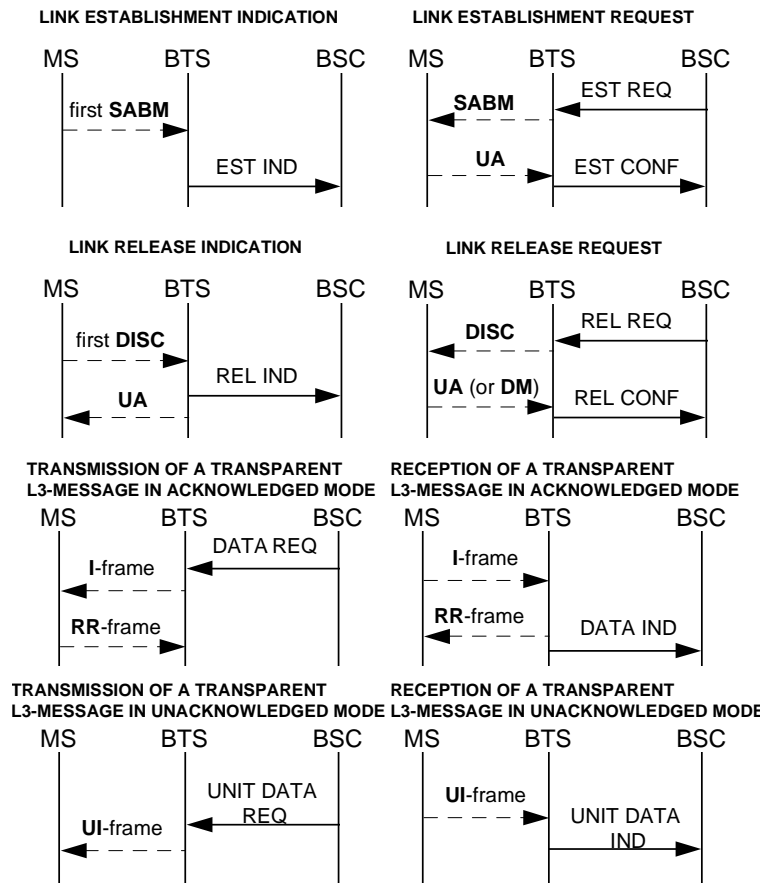 LINK ESTABLISHMENT INDICATION
MS BTS BSC
first SABM
EST IND
LINK ESTABLISHMENT REQUEST
MS BTS BSC
EST REQ
SABM
UA
EST CONF
LINK RELEASE INDICATION
MS BTS BSC
first DISC
REL IND
UA
LINK RELEASE REQUEST
MS BTS BSC
REL REQ
DISC
UA (or DM)
REL CONF
TRANSMISSION OF A TRANSPARENT
L3-MESSAGE IN ACKNOWLEDGED MODE
MS BTS BSC
DATA REQ
I-frame
RR-frame
RECEPTION OF A TRANSPARENT
L3-MESSAGE IN ACKNOWLEDGED MODE
MS BTS BSC
I-frame
RR-frame
DATA IND
TRANSMISSION OF A TRANSPARENT
L3-MESSAGE IN UNACKNOWLEDGED MODE
MS BTS BSC
UNIT DATA
REQ
UI-frame
RECEPTION OF A TRANSPARENT
L3-MESSAGE IN UNACKNOWLEDGED MODE
MS BTS BSC
UI-frame
UNIT DATA
IND